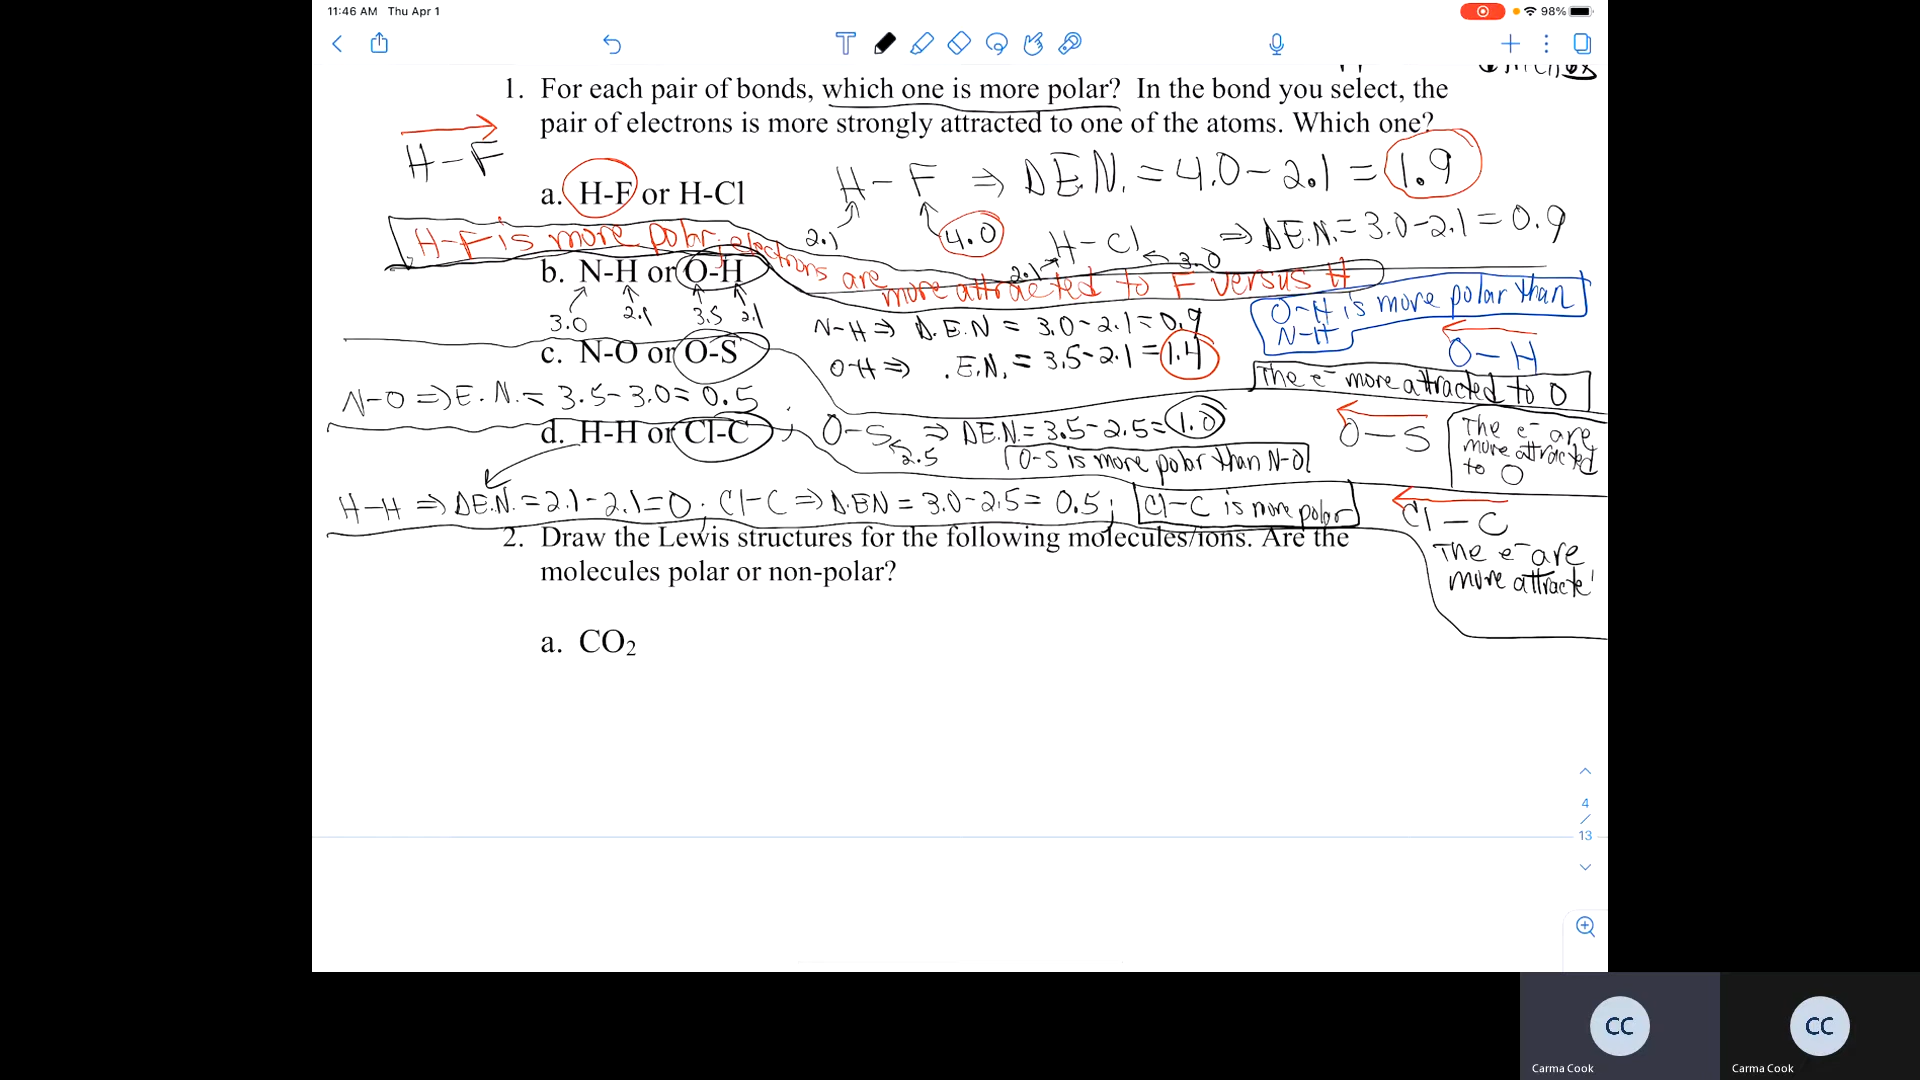 11:46 AM Thu Apr 1
98%
1. For each pair of bonds, which one is more polar? In the bond you select, the
pair of electrons is more strongly attracted to one of the atoms. Which one?
H-F
a. H-F or H-Cl
H-F ⇒ ΔE.N. = 4.0-2.1 = 1.9
2.1
4.0
H-Cl ⇒ ΔE.N. = 3.0-2.1 = 0.9
2.1
3.0
H-F is more polar; electrons are
more attracted to F versus H
b. N-H or O-H
3.0 2.1 3.5 2.1
N-H ⇒ Δ.E.N = 3.0-2.1=0.9
O-H ⇒ .E.N. = 3.5-2.1 = 1.4
O-H is more polar than
N-H
O-H
The e- more attracted to O
c. N-O or O-S
N-O ⇒ E.N. = 3.5-3.0= 0.5 ;
O-S ⇒ ΔE.N. = 3.5-2.5= 1.0
2.5
O-S is more polar than N-O
O-S
The e- are
more attracted
to O
d. H-H or Cl-C
H-H ⇒ ΔE.N. = 2.1-2.1=0 ; Cl-C ⇒ Δ.EN = 3.0-2.5= 0.5; Cl-C is more polar
Cl-C
The e- are
more attracte
2. Draw the Lewis structures for the following molecules/ions. Are the
molecules polar or non-polar?
a. CO₂
4
/
13
CC
CC
Carma Cook
Carma Cook